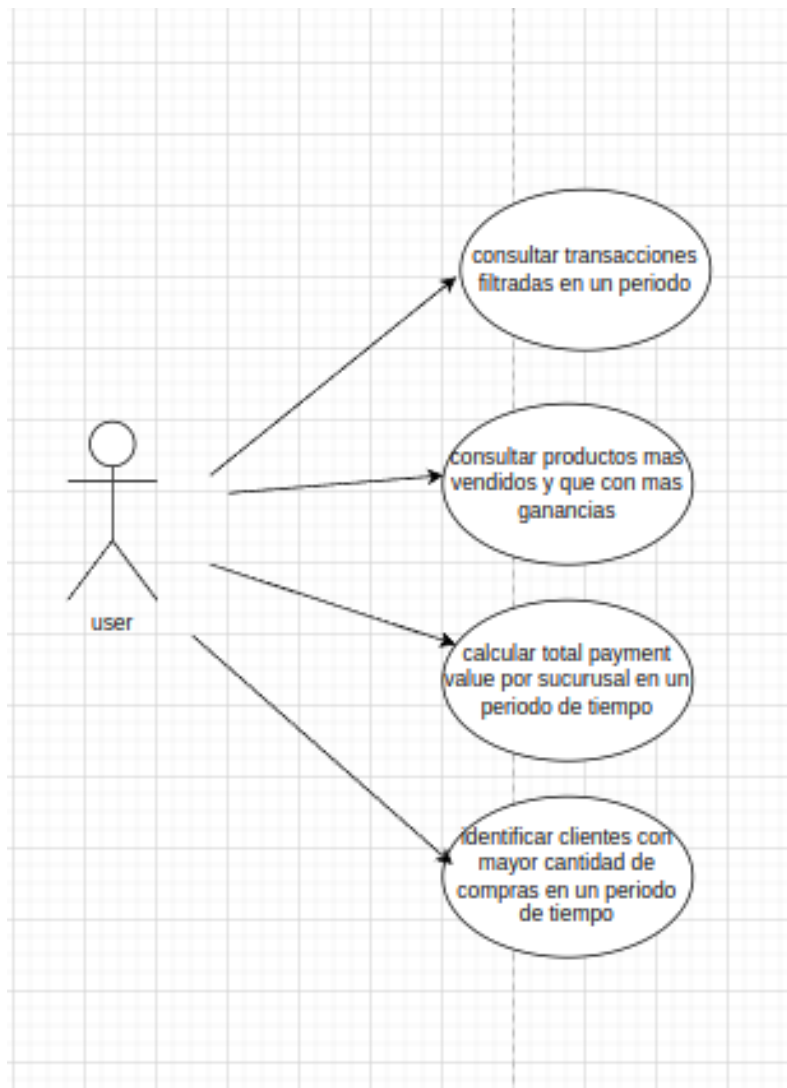 consultar transacciones
filtradas en un periodo
consultar productos mas
vendidos y que con mas
ganancias
user
calcular total payment
value por sucurusal en un
periodo de tiempo
identificar clientes con
mayor cantidad de
compras en un periodo
de tiempo